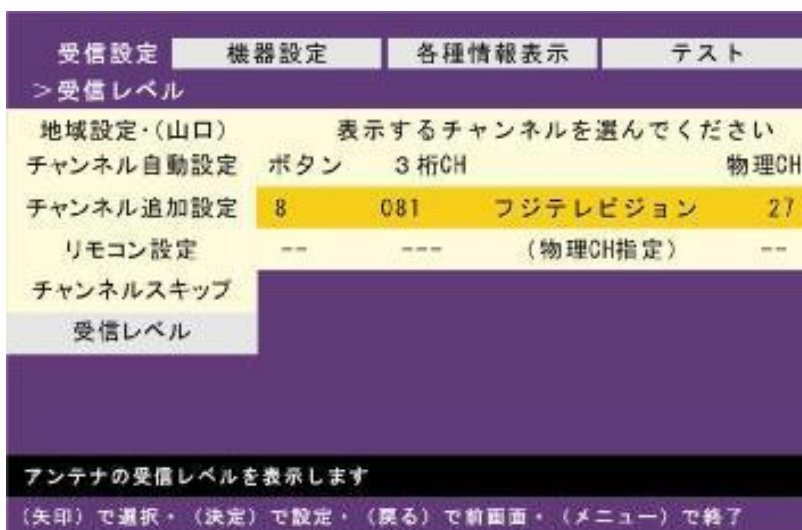 受信設定 機器設定 各種情報表示 テスト
>受信レベル
地域設定・(山口) 表示するチャンネルを選んでください
チャンネル自動設定 ボタン 3桁CH 物理CH
チャンネル追加設定 8 081 フジテレビジョン 27
リモコン設定 -- --- (物理CH指定) --
チャンネルスキップ
受信レベル
アンテナの受信レベルを表示します
(矢印)で選択・(決定)で設定・(戻る)で前画面・(メニュー)で終了